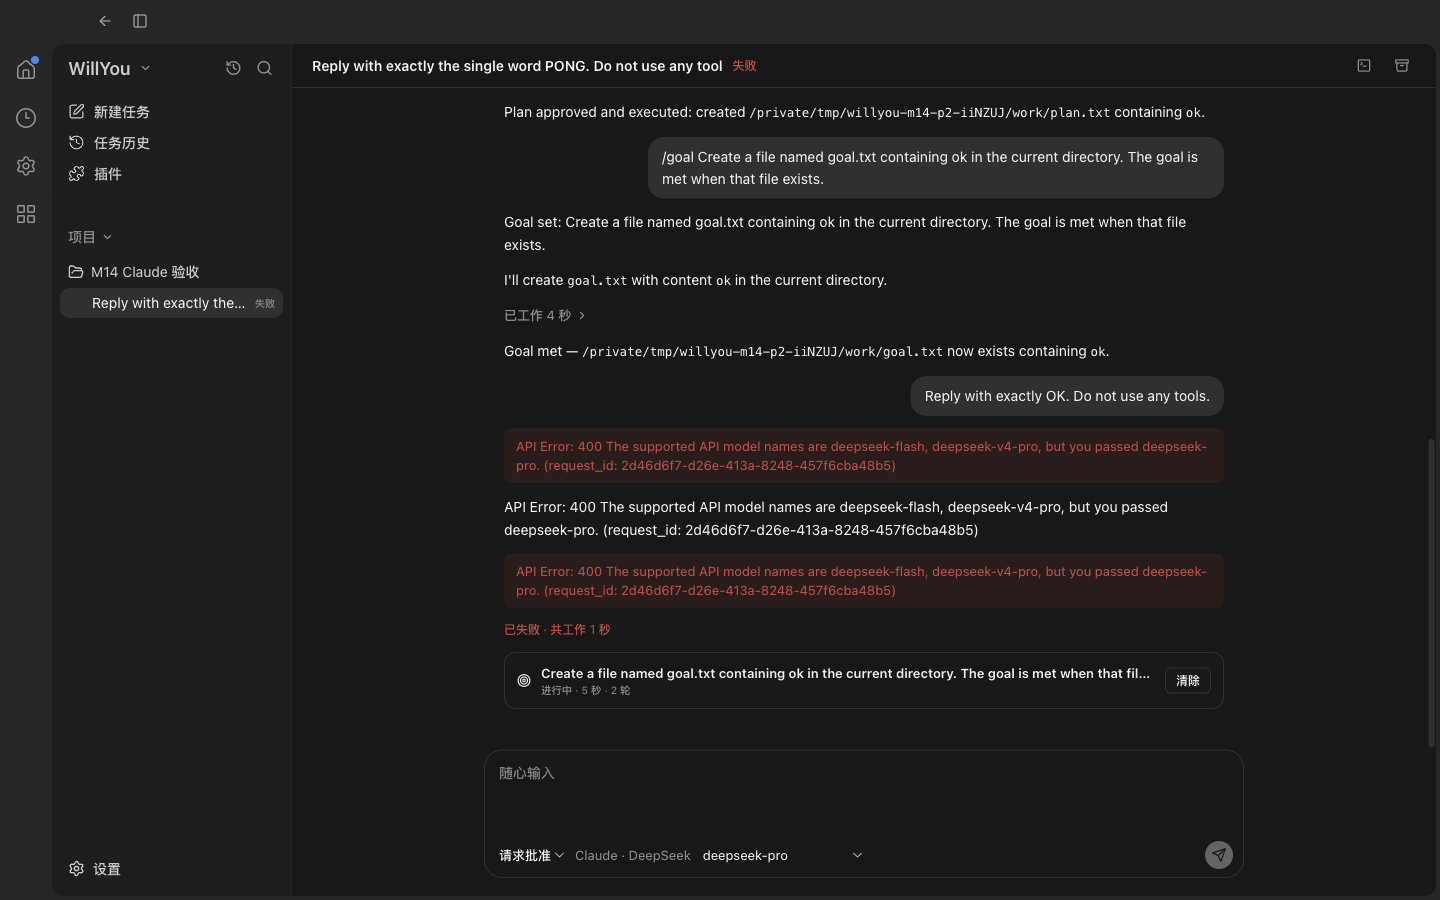 WillYou
新建任务
任务历史
插件
项目
M14 Claude 验收
Reply with exactly the... 失败
设置
Reply with exactly the single word PONG. Do not use any tool 失败
Plan approved and executed: created /private/tmp/willyou-m14-p2-iiNZUJ/work/plan.txt containing ok.
/goal Create a file named goal.txt containing ok in the current directory. The goal is
met when that file exists.
Goal set: Create a file named goal.txt containing ok in the current directory. The goal is met when that file
exists.
I'll create goal.txt with content ok in the current directory.
已工作 4 秒
Goal met — /private/tmp/willyou-m14-p2-iiNZUJ/work/goal.txt now exists containing ok.
Reply with exactly OK. Do not use any tools.
API Error: 400 The supported API model names are deepseek-flash, deepseek-v4-pro, but you passed deepseek-
pro. (request_id: 2d46d6f7-d26e-413a-8248-457f6cba48b5)
API Error: 400 The supported API model names are deepseek-flash, deepseek-v4-pro, but you passed
deepseek-pro. (request_id: 2d46d6f7-d26e-413a-8248-457f6cba48b5)
API Error: 400 The supported API model names are deepseek-flash, deepseek-v4-pro, but you passed deepseek-
pro. (request_id: 2d46d6f7-d26e-413a-8248-457f6cba48b5)
已失败 · 共工作 1 秒
Create a file named goal.txt containing ok in the current directory. The goal is met when that fil...
进行中 · 5 秒 · 2 轮
清除
随心输入
请求批准 Claude · DeepSeek deepseek-pro